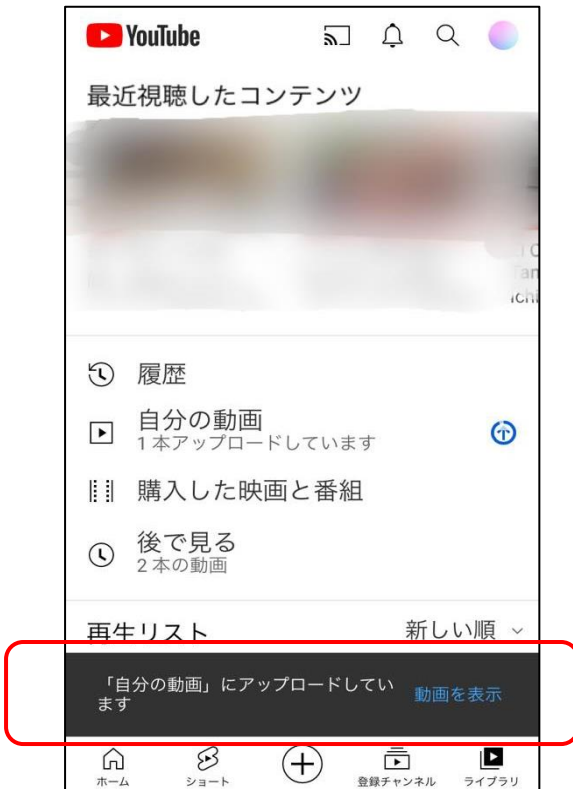 YouTube
最近視聴したコンテンツ
履歴
自分の動画
1 本アップロードしています
購入した映画と番組
後で見る
2 本の動画
再生リスト 新しい順
「自分の動画」にアップロードしてい
ます
動画を表示
ホーム ショート 登録チャンネル ライブラリ